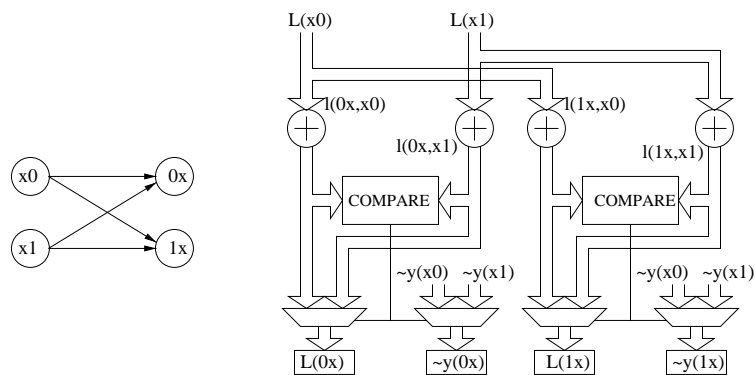 L(x0) L(x1)
l(0x,x0) l(1x,x0)
+ + + +
l(0x,x1) l(1x,x1)
x0 0x
COMPARE COMPARE
x1 1x
~y(x0) ~y(x1) ~y(x0) ~y(x1)
L(0x) ~y(0x) L(1x) ~y(1x)